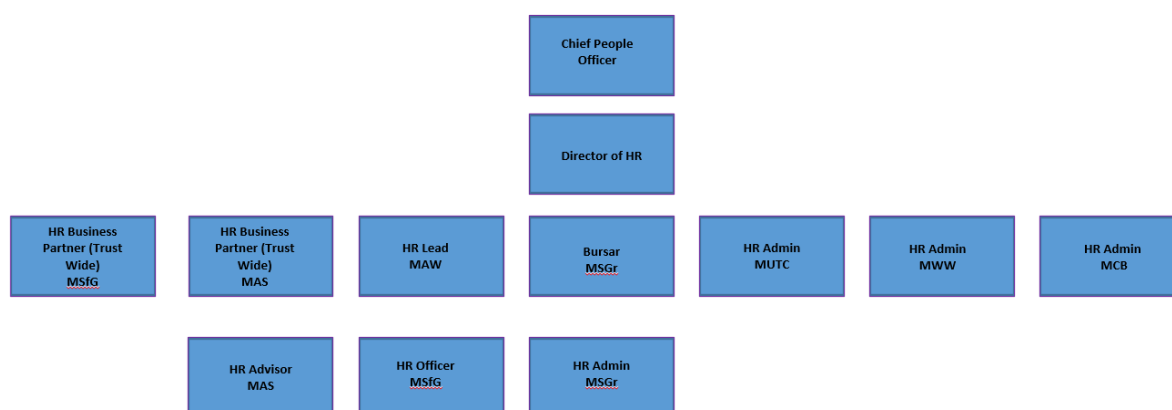 Chief People
Officer
Director of HR
HR Business
Partner (Trust
Wide)
MSfG
HR Business
Partner (Trust
Wide)
MAS
HR Lead
MAW
Bursar
MSGr
HR Admin
MUTC
HR Admin
MWW
HR Admin
MCB
HR Advisor
MAS
HR Officer
MSfG
HR Admin
MSGr